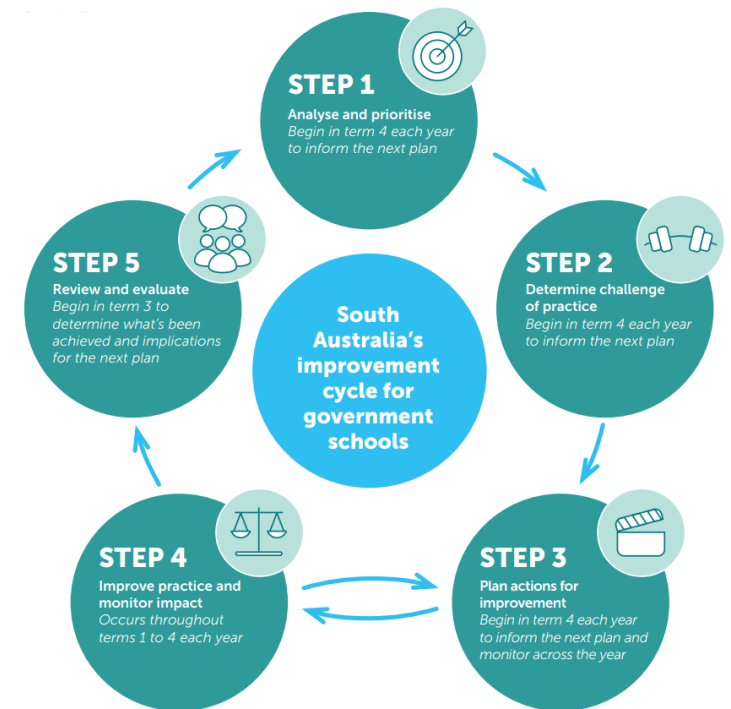 STEP 1
Analyse and prioritise
Begin in term 4 each year
to inform the next plan
STEP 2
Determine challenge
of practice
Begin in term 4 each year
to inform the next plan
STEP 3
Plan actions for
improvement
Begin in term 4 each year
to inform the next plan and
monitor across the year
STEP 4
Improve practice and
monitor impact
Occurs throughout
terms 1 to 4 each year
STEP 5
Review and evaluate
Begin in term 3 to
determine what's been
achieved and implications
for the next plan
South
Australia's
improvement
cycle for
government
schools